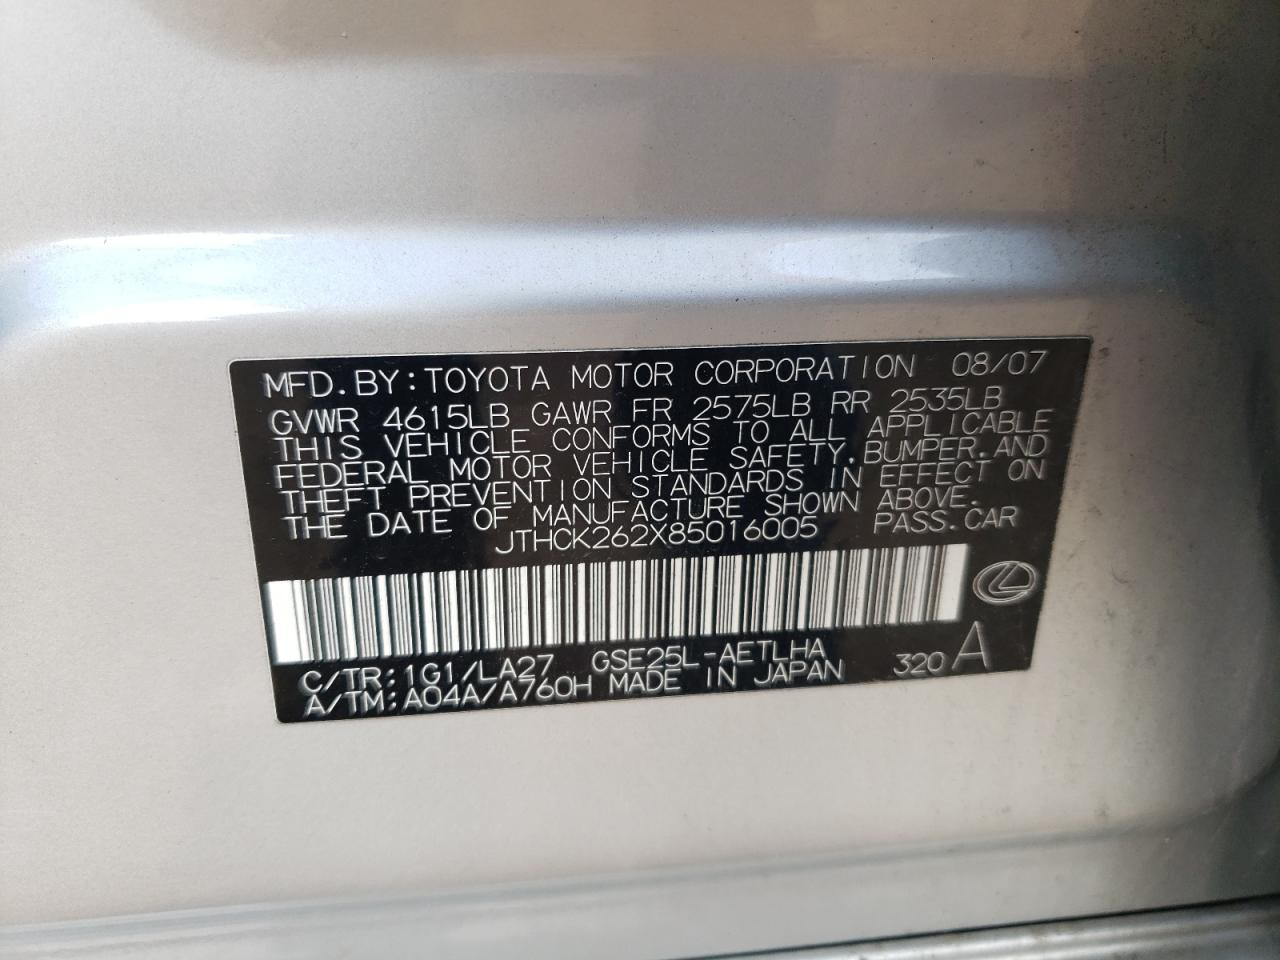 MFD. BY: TOYOTA MOTOR CORPORATION 08/07
GVWR 4615LB GAWR FR 2575LB RR 2535LB
THIS VEHICLE CONFORMS TO ALL APPLICABLE
FEDERAL MOTOR VEHICLE SAFETY, BUMPER, AND
THEFT PREVENTION STANDARDS IN EFFECT ON
THE DATE OF MANUFACTURE SHOWN ABOVE.
JTHCK262X85016005 PASS. CAR
C/TR: 1G1/LA27 GSE25L-AETLHA
A/TM: A04A/A760H MADE IN JAPAN 320 A